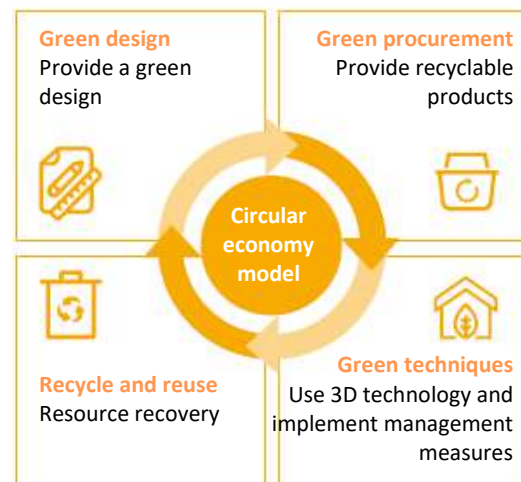 Green design
Provide a green
design
Green procurement
Provide recyclable
products
Circular
economy
model
Recycle and reuse
Resource recovery
Green techniques
Use 3D technology and
implement management
measures